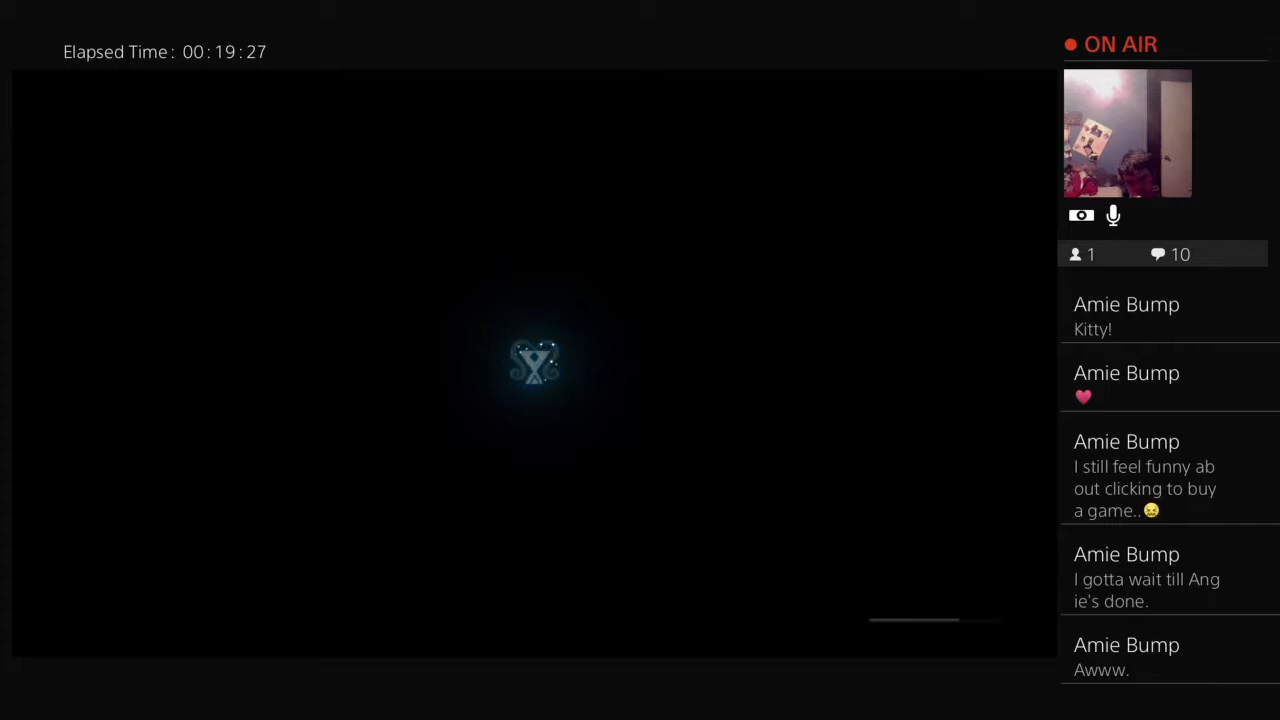 Elapsed Time: 00:19:27
ON AIR
1 10
Amie Bump
Kitty!
Amie Bump
Amie Bump
I still feel funny ab
out clicking to buy
a game..😖
Amie Bump
I gotta wait till Ang
ie's done.
Amie Bump
Awww.